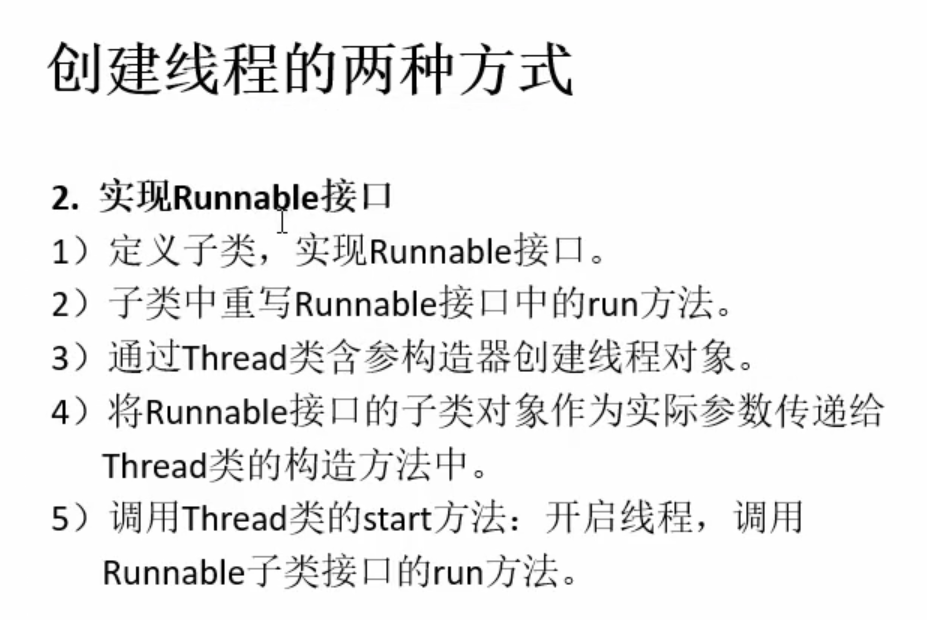 创建线程的两种方式
2. 实现Runnable接口
1）定义子类，实现Runnable接口。
2）子类中重写Runnable接口中的run方法。
3）通过Thread类含参构造器创建线程对象。
4）将Runnable接口的子类对象作为实际参数传递给
Thread类的构造方法中。
5）调用Thread类的start方法：开启线程，调用
Runnable子类接口的run方法。